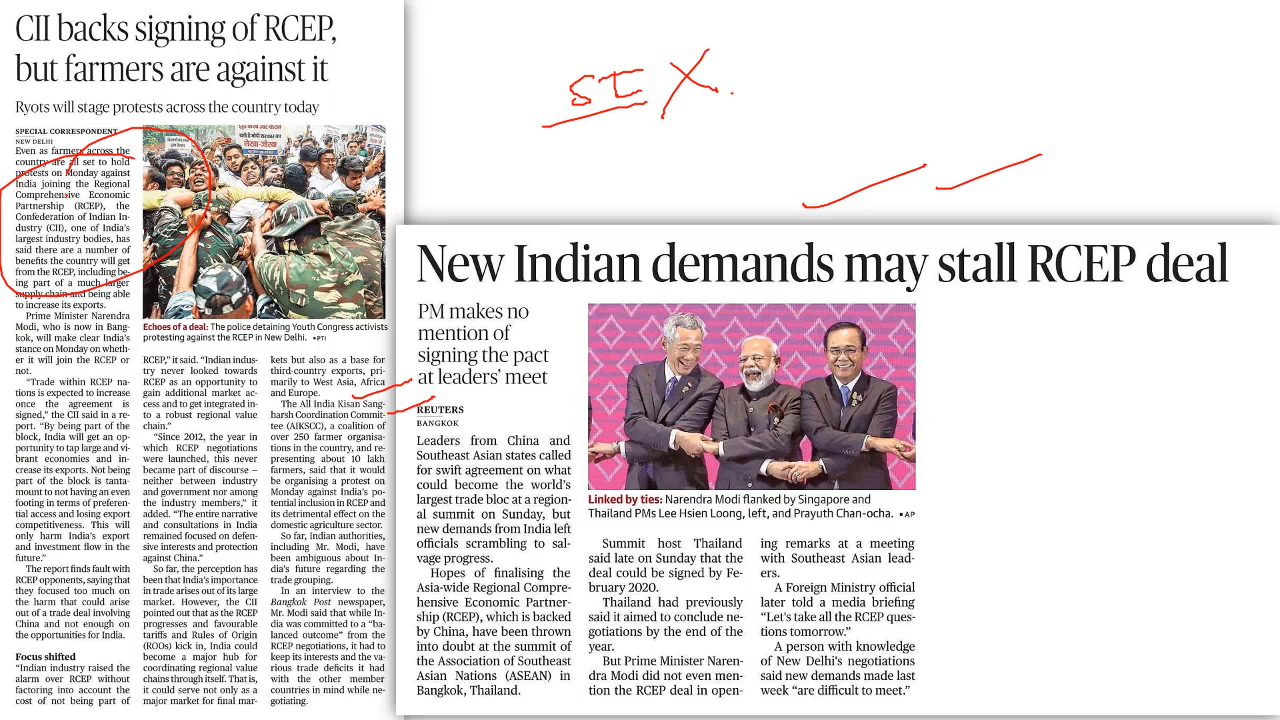 CII backs signing of RCEP,
but farmers are against it
Ryots will stage protests across the country today
SPECIAL CORRESPONDENT
NEW DELHI
Even as farmers across the
country are all set to hold
protests on Monday against
India joining the Regional
Comprehensive Economic
Partnership (RCEP), the
Confederation of Indian In-
dustry (CII), one of India's
largest industry bodies, has
said there are a number of
benefits the country will get
from the RCEP, including be-
ing part of a much larger
supply chain and being able
to increase its exports.
Prime Minister Narendra
Modi, who is now in Bang-
kok, will make clear India's
stance on Monday on wheth-
er it will join the RCEP or
not.
"Trade within RCEP na-
tions is expected to increase
once the agreement is
signed," the CII said in a re-
port. "By being part of the
block, India will get an op-
portunity to tap large and vi-
brant economies and in-
crease its exports. Not being
part of the block is tanta-
mount to not having an even
footing in terms of preferen-
tial access and losing export
competitiveness. This will
only harm India's export
and investment flow in the
future."
The report finds fault with
RCEP opponents, saying that
they focused too much on
the harm that could arise
out of a trade deal involving
China and not enough on
the opportunities for India.
Focus shifted
"Indian industry raised the
alarm over RCEP without
factoring into account the
cost of not being part of
Echoes of a deal: The police detaining Youth Congress activists
protesting against the RCEP in New Delhi. ▪PTI
RCEP," it said. "Indian indus-
try never looked towards
RCEP as an opportunity to
gain additional market ac-
cess and to get integrated in-
to a robust regional value
chain."
"Since 2012, the year in
which RCEP negotiations
were launched, this never
became part of discourse –
neither between industry
and government nor among
the industry members," it
added. "The entire narrative
and consultations in India
remained focused on defen-
sive interests and protection
against China."
So far, the perception has
been that India's importance
in trade arises out of its large
market. However, the CII
pointed out that as the RCEP
progresses and favourable
tariffs and Rules of Origin
(ROOs) kick in, India could
become a major hub for
coordinating regional value
chains through itself. That is,
it could serve not only as a
major market for final mar-
kets but also as a base for
third-country exports, pri-
marily to West Asia, Africa
and Europe.
The All India Kisan Sang-
harsh Coordination Commit-
tee (AIKSCC), a coalition of
over 250 farmer organisa-
tions in the country, and re-
presenting about 10 lakh
farmers, said that it would
be organising a protest on
Monday against India's po-
tential inclusion in RCEP and
its detrimental effect on the
domestic agriculture sector.
So far, Indian authorities,
including Mr. Modi, have
been ambiguous about In-
dia's future regarding the
trade grouping.
In an interview to the
Bangkok Post newspaper,
Mr. Modi said that while In-
dia was committed to a "ba-
lanced outcome" from the
RCEP negotiations, it had to
keep its interests and the va-
rious trade deficits it had
with the other member
countries in mind while ne-
gotiating.
New Indian demands may stall RCEP deal
PM makes no
mention of
signing the pact
at leaders' meet
REUTERS
BANGKOK
Leaders from China and
Southeast Asian states called
for swift agreement on what
could become the world's
largest trade bloc at a region-
al summit on Sunday, but
new demands from India left
officials scrambling to sal-
vage progress.
Hopes of finalising the
Asia-wide Regional Compre-
hensive Economic Partner-
ship (RCEP), which is backed
by China, have been thrown
into doubt at the summit of
the Association of Southeast
Asian Nations (ASEAN) in
Bangkok, Thailand.
Linked by ties: Narendra Modi flanked by Singapore and
Thailand PMs Lee Hsien Loong, left, and Prayuth Chan-ocha. ▪AP
Summit host Thailand
said late on Sunday that the
deal could be signed by Fe-
bruary 2020.
Thailand had previously
said it aimed to conclude ne-
gotiations by the end of the
year.
But Prime Minister Naren-
dra Modi did not even men-
tion the RCEP deal in open-
ing remarks at a meeting
with Southeast Asian lead-
ers.
A Foreign Ministry official
later told a media briefing
"Let's take all the RCEP ques-
tions tomorrow."
A person with knowledge
of New Delhi's negotiations
said new demands made last
week "are difficult to meet."